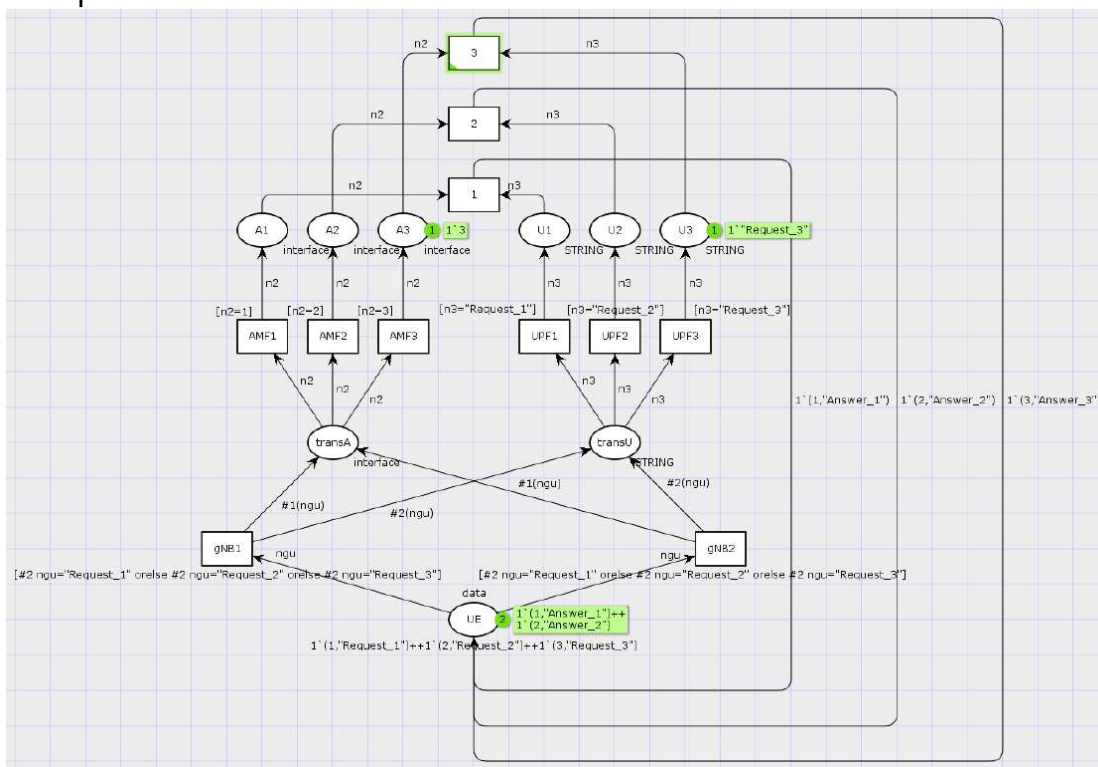 3
n2
n3
2
n2
n3
1
n2
n3
A1
A2
A3
1
1`3
U1
U2
U3
1
1`"Request_3"
interface
interface
interface
STRING
STRING
STRING
n2
n2
n2
n3
n3
n3
[n2=1]
[n2=2]
[n2=3]
[n3="Request_1"]
[n3="Request_2"]
[n3="Request_3"]
AMF1
AMF2
AMF3
UPF1
UPF2
UPF3
n2
n2
n2
n3
n3
n3
1`(1,"Answer_1")
1`(2,"Answer_2")
1`(3,"Answer_3"
transA
interface
transU
STRING
#1(ngu)
#2(ngu)
#1(ngu)
#2(ngu)
gNB1
gNB2
ngu
ngu
[#2 ngu="Request_1" orelse #2 ngu="Request_2" orelse #2 ngu="Request_3"]
[#2 ngu="Request_1" orelse #2 ngu="Request_2" orelse #2 ngu="Request_3"]
data
UE
2
1`(1,"Answer_1")++
1`(2,"Answer_2")
1`(1,"Request_1")++1`(2,"Request_2")++1`(3,"Request_3")